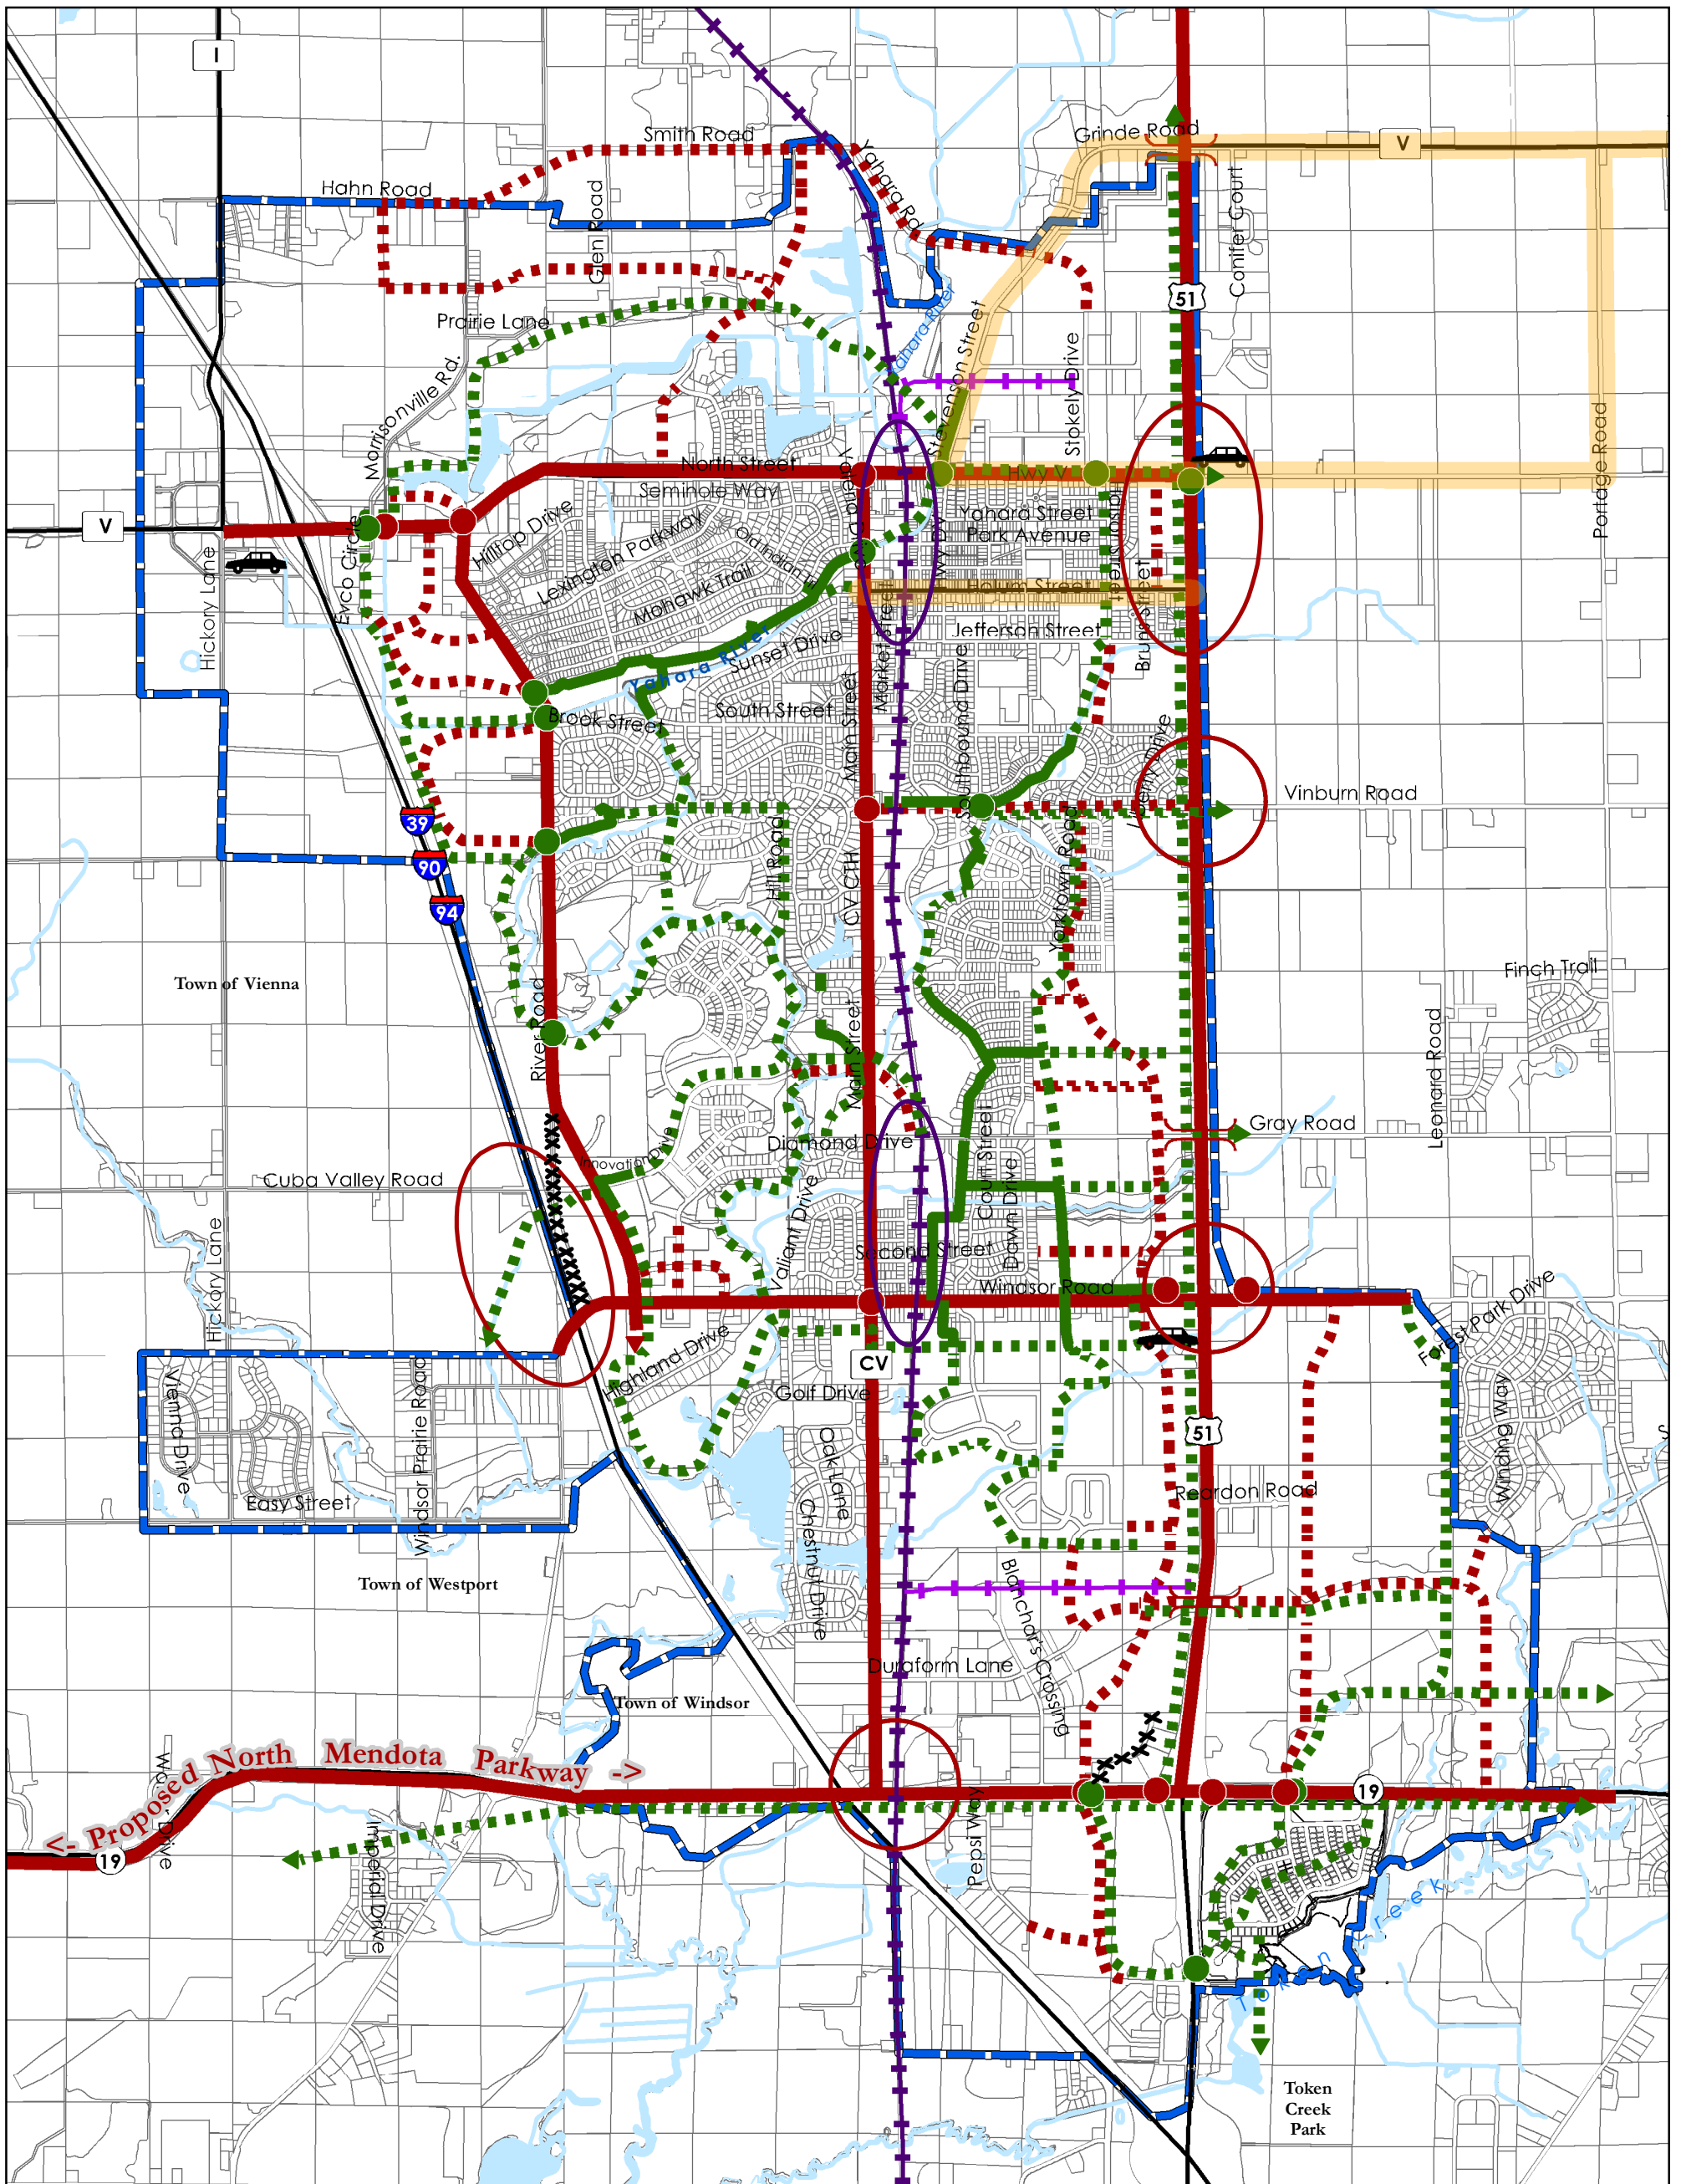 I
Smith Road
Grinde Road
V
Yahara Rd
Hahn Road
Glen Road
Conifer Court
51
Yahara River
Prairie Lane
Stevenson Street
Stokely Drive
Morrisonville Rd.
Portage Road
North Street
Hwy V
Seminole Way
V
Hilltop Drive
Lexington Parkway
Yahara Street
Park Avenue
Evco Circle
Mohawk Trail
Holum Street
Hickory Lane
Market Street
Jefferson Street
Bruns Street
Yahara River
Sunset Drive
Southbound Drive
Brook Street
South Street
Main Street
Vinburn Road
39
90
94
Hill Road
CV CTH
Yorktown Road
Town of Vienna
Finch Trail
River Road
Main Street
Leonard Road
Gray Road
Diamond Drive
Innovation Drive
Court Street
Cuba Valley Road
Dawn Drive
Valiant Drive
Hickory Lane
Second Street
Windsor Road
Forest Park Drive
Highland Drive
CV
Golf Drive
Vienna Drive
Windsor Prairie Road
Oak Lane
51
Winding Way
Easy Street
Reardon Road
Chestnut Drive
Town of Westport
Blanchar's Crossing
Duraform Lane
Town of Windsor
<- Proposed North Mendota Parkway ->
19
19
Pepsi Way
Imperial Drive
Token Creek
Token
Creek
Park